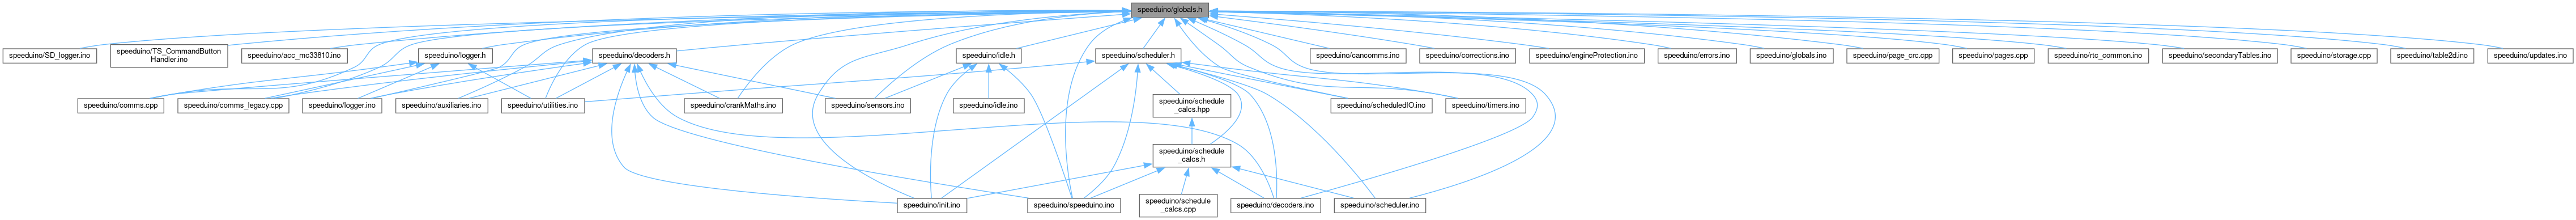 speeduino/globals.h
speeduino/SD_logger.ino
speeduino/TS_CommandButton
Handler.ino
speeduino/acc_mc33810.ino
speeduino/logger.h
speeduino/decoders.h
speeduino/idle.h
speeduino/scheduler.h
speeduino/cancomms.ino
speeduino/corrections.ino
speeduino/engineProtection.ino
speeduino/errors.ino
speeduino/globals.ino
speeduino/page_crc.cpp
speeduino/pages.cpp
speeduino/rtc_common.ino
speeduino/secondaryTables.ino
speeduino/storage.cpp
speeduino/table2d.ino
speeduino/updates.ino
speeduino/comms.cpp
speeduino/comms_legacy.cpp
speeduino/logger.ino
speeduino/auxiliaries.ino
speeduino/utilities.ino
speeduino/crankMaths.ino
speeduino/sensors.ino
speeduino/idle.ino
speeduino/schedule
_calcs.hpp
speeduino/scheduledIO.ino
speeduino/timers.ino
speeduino/schedule
_calcs.h
speeduino/init.ino
speeduino/speeduino.ino
speeduino/schedule
_calcs.cpp
speeduino/decoders.ino
speeduino/scheduler.ino